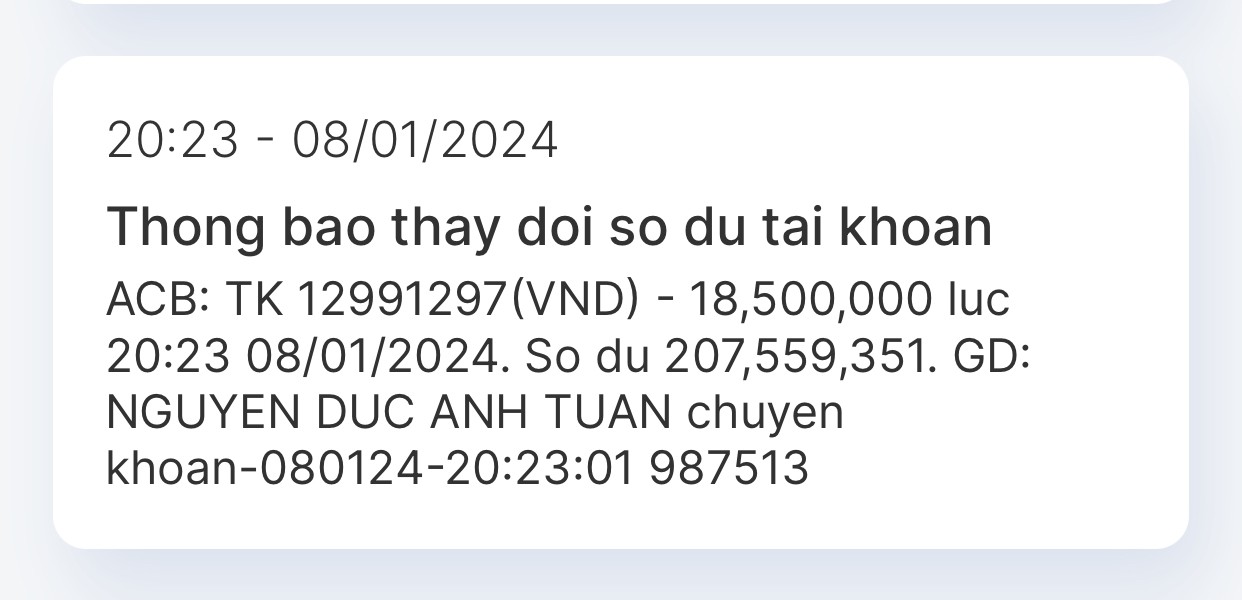 20:23 - 08/01/2024
Thong bao thay doi so du tai khoan
ACB: TK 12991297(VND) - 18,500,000 luc
20:23 08/01/2024. So du 207,559,351. GD:
NGUYEN DUC ANH TUAN chuyen
khoan-080124-20:23:01 987513